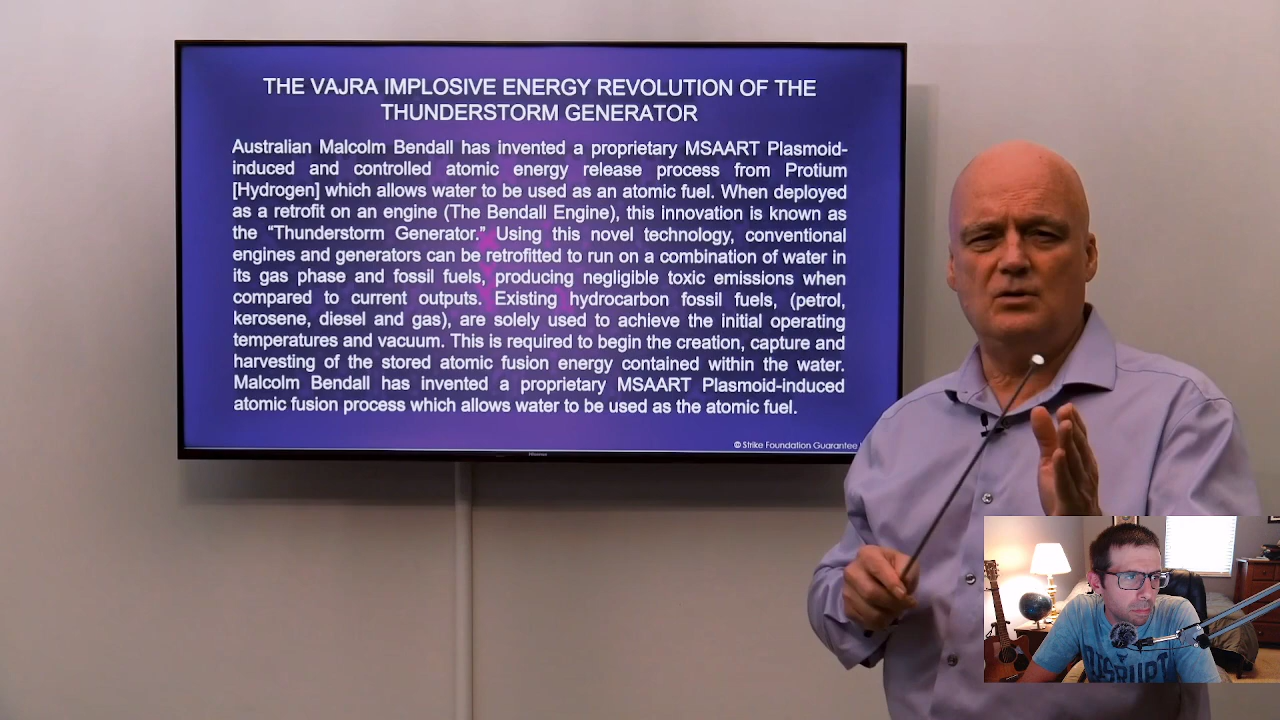 THE VAJRA IMPLOSIVE ENERGY REVOLUTION OF THE
THUNDERSTORM GENERATOR
Australian Malcolm Bendall has invented a proprietary MSAART Plasmoid-
induced and controlled atomic energy release process from Protium
[Hydrogen] which allows water to be used as an atomic fuel. When deployed
as a retrofit on an engine (The Bendall Engine), this innovation is known as
the “Thunderstorm Generator.” Using this novel technology, conventional
engines and generators can be retrofitted to run on a combination of water in
its gas phase and fossil fuels, producing negligible toxic emissions when
compared to current outputs. Existing hydrocarbon fossil fuels, (petrol,
kerosene, diesel and gas), are solely used to achieve the initial operating
temperatures and vacuum. This is required to begin the creation, capture and
harvesting of the stored atomic fusion energy contained within the water.
Malcolm Bendall has invented a proprietary MSAART Plasmoid-induced
atomic fusion process which allows water to be used as the atomic fuel.
© Strike Foundation Guarantee
Hisense